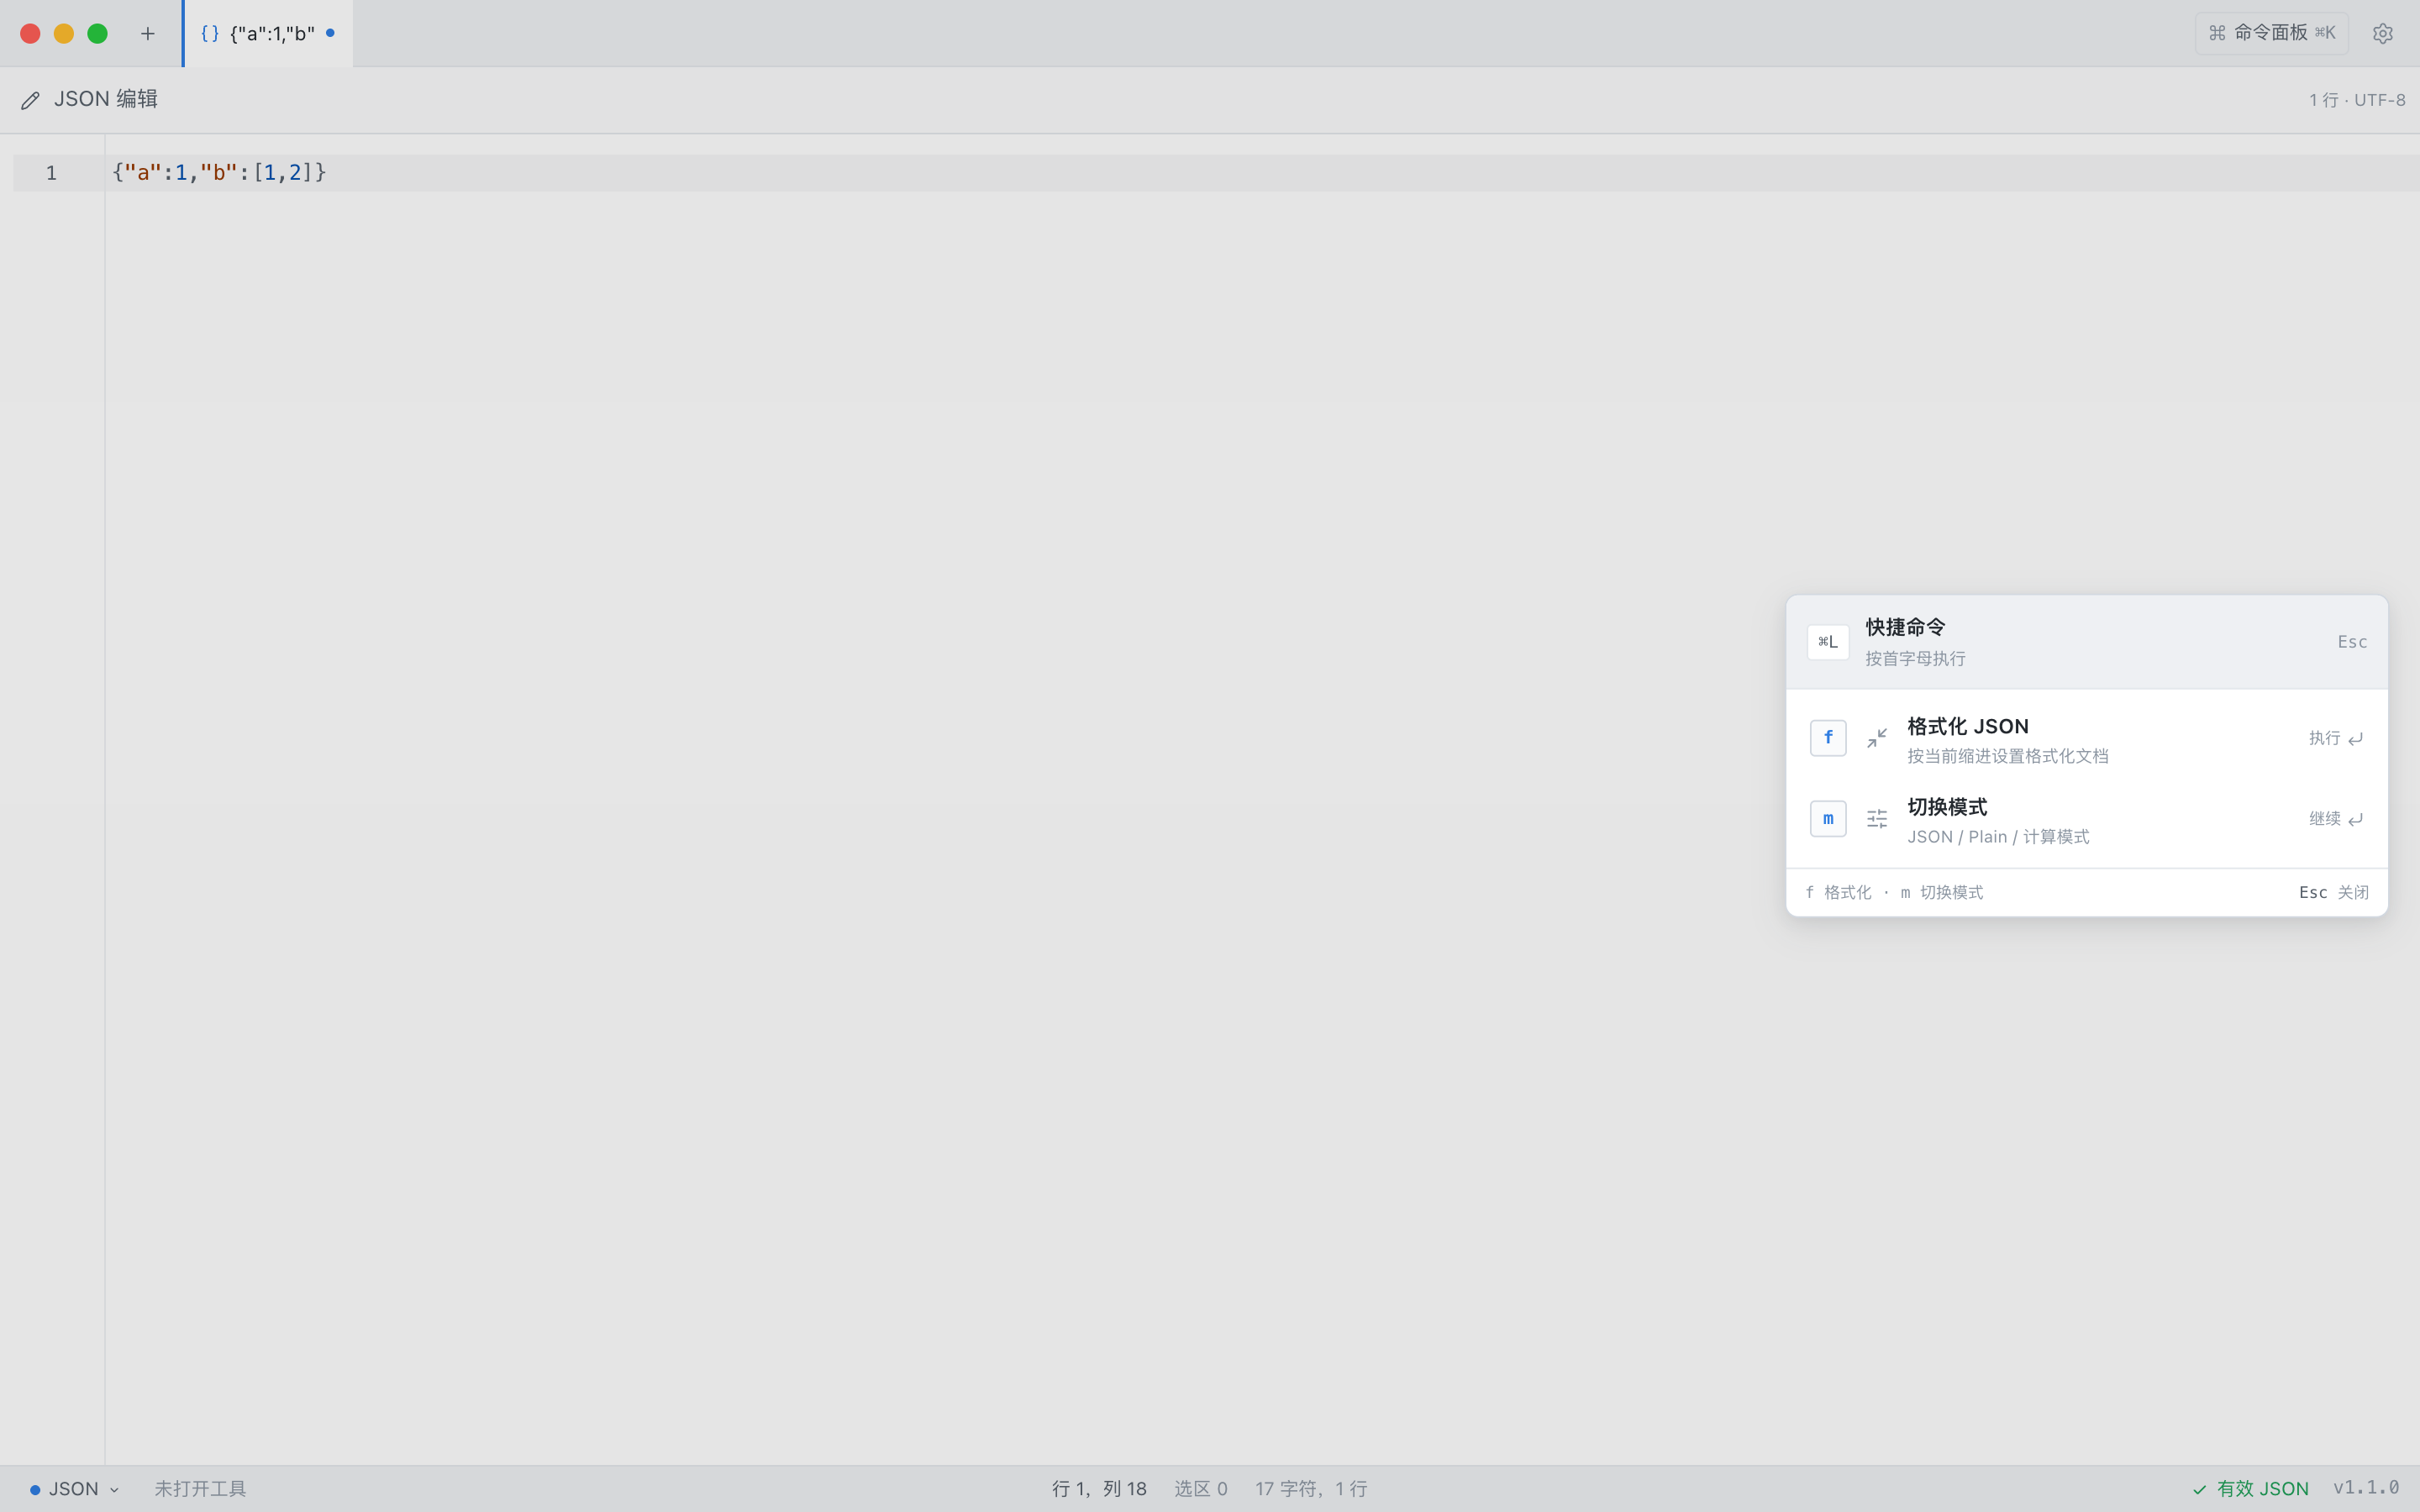 {"a":1,"b"
命令面板 ⌘K
JSON 编辑
1 行 · UTF-8
1 {"a":1,"b":[1,2]}
⌘L 快捷命令 Esc
按首字母执行
f 格式化 JSON 执行
按当前缩进设置格式化文档
m 切换模式 继续
JSON / Plain / 计算模式
f 格式化 · m 切换模式 Esc 关闭
JSON 未打开工具 行 1，列 18 选区 0 17 字符，1 行 有效 JSON v1.1.0